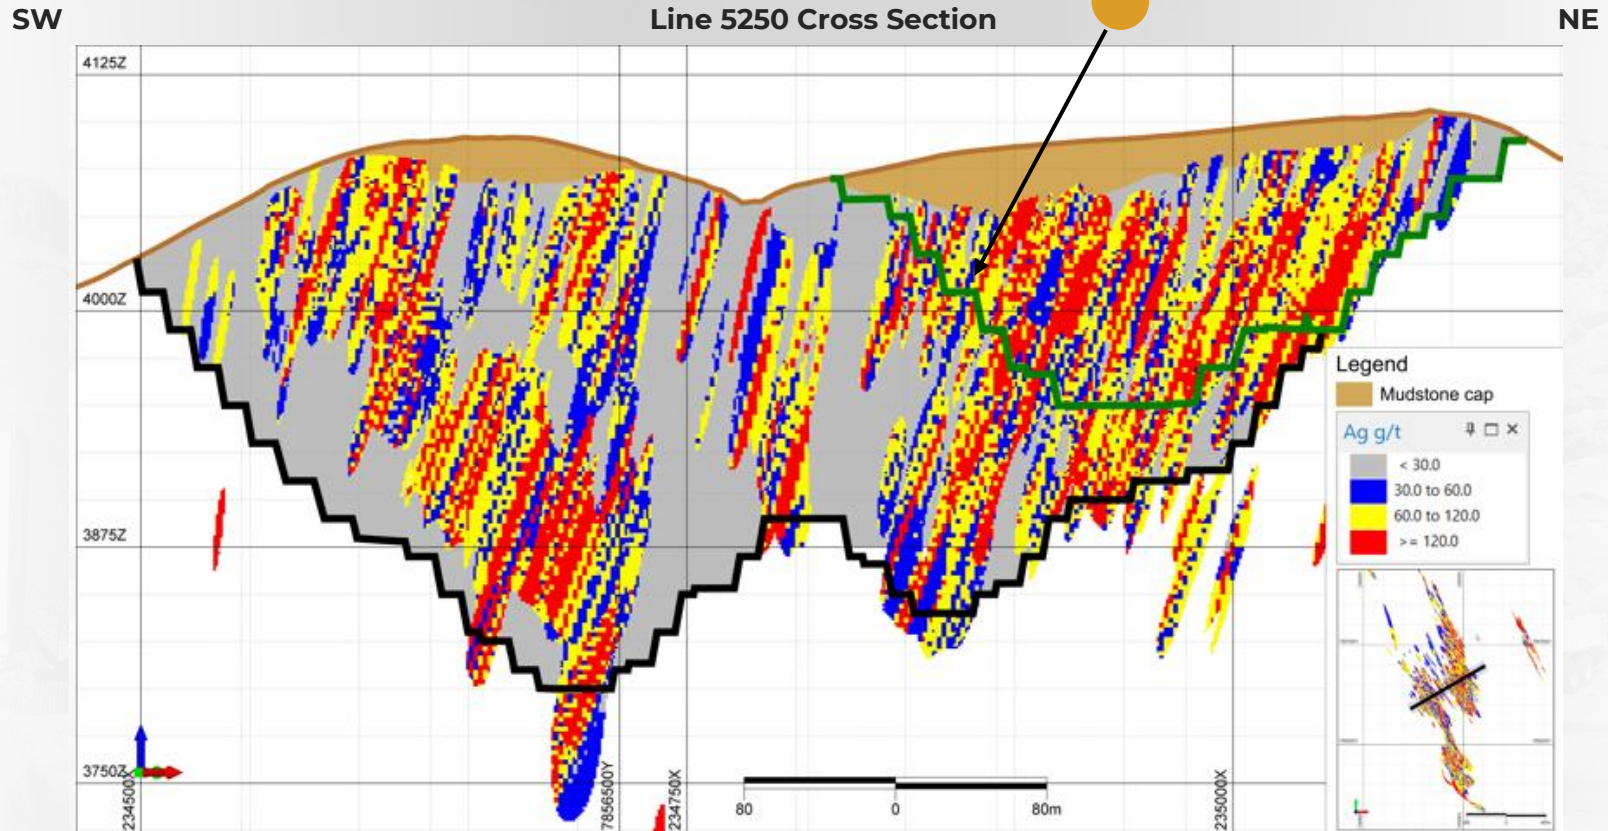 SW
Line 5250 Cross Section
NE
4125Z
4000Z
3875Z
3750Z
234500X
7856500Y
234750X
235000X
80
0
80m
Legend
Mudstone cap
Ag g/t
< 30.0
30.0 to 60.0
60.0 to 120.0
>= 120.0